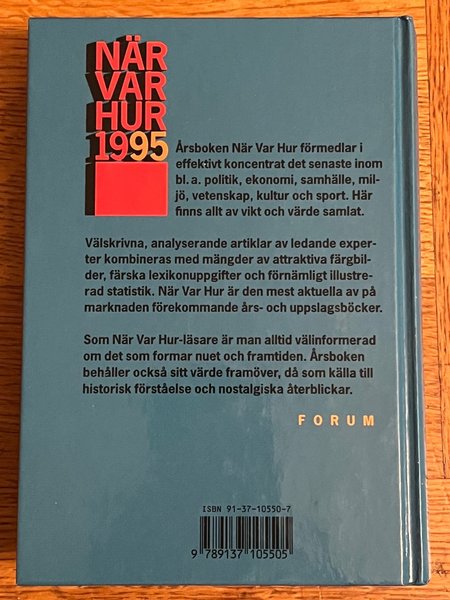 NÄR
VAR
HUR
1995
Årsboken När Var Hur förmedlar i
effektivt koncentrat det senaste inom
bl. a. politik, ekonomi, samhälle, mil-
jö, vetenskap, kultur och sport. Här
finns allt av vikt och värde samlat.
Välskrivna, analyserande artiklar av ledande exper-
ter kombineras med mängder av attraktiva färgbil-
der, färska lexikonuppgifter och förnämligt illustre-
rad statistik. När Var Hur är den mest aktuella av på
marknaden förekommande års- och uppslagsböcker.
Som När Var Hur-läsare är man alltid välinformerad
om det som formar nuet och framtiden. Årsboken
behåller också sitt värde framöver, då som källa till
historisk förståelse och nostalgiska återblickar.
FORUM
ISBN 91-37-10550-7
9 789137 105505